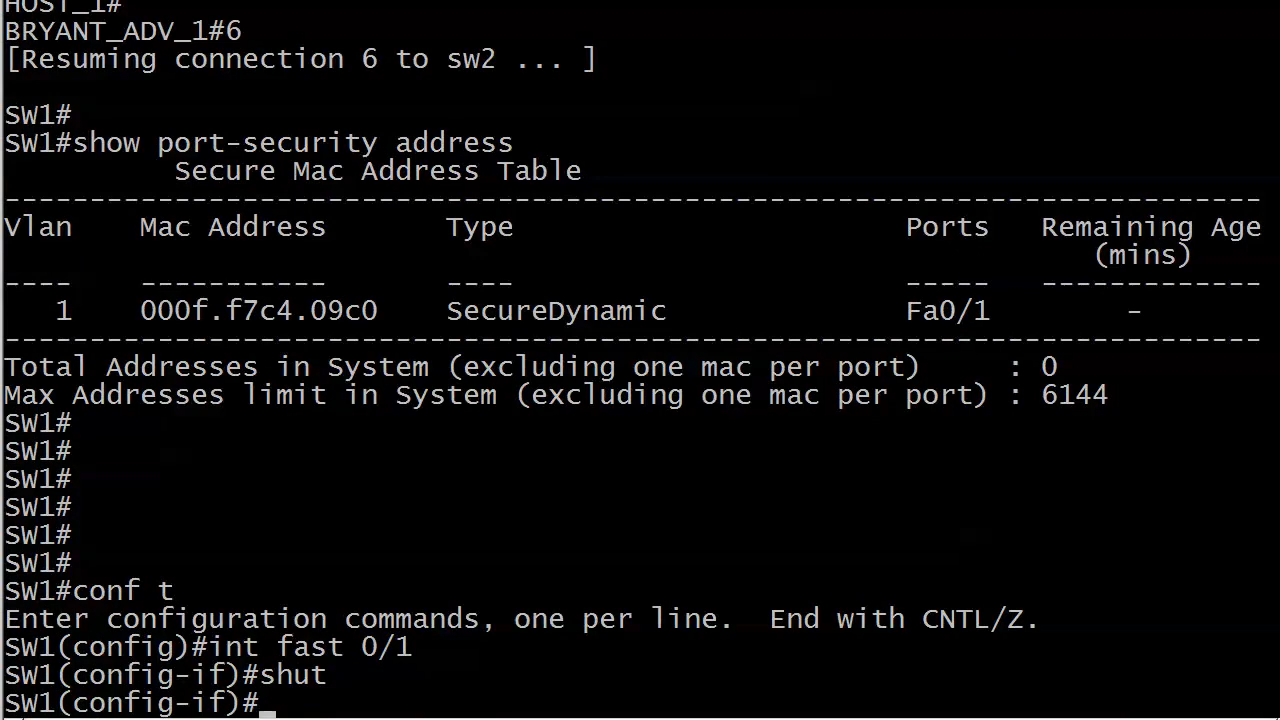 HOST_1#
BRYANT_ADV_1#6
[Resuming connection 6 to sw2 ... ]
SW1#
SW1#show port-security address
Secure Mac Address Table
-------------------------------------------------------------------------
Vlan    Mac Address       Type                       Ports   Remaining Age
(mins)
----    -----------       ----                       -----   -------------
1    000f.f7c4.09c0    SecureDynamic              Fa0/1        -
-------------------------------------------------------------------------
Total Addresses in System (excluding one mac per port)     : 0
Max Addresses limit in System (excluding one mac per port) : 6144
SW1#
SW1#
SW1#
SW1#
SW1#
SW1#
SW1#conf t
Enter configuration commands, one per line.  End with CNTL/Z.
SW1(config)#int fast 0/1
SW1(config-if)#shut
SW1(config-if)#